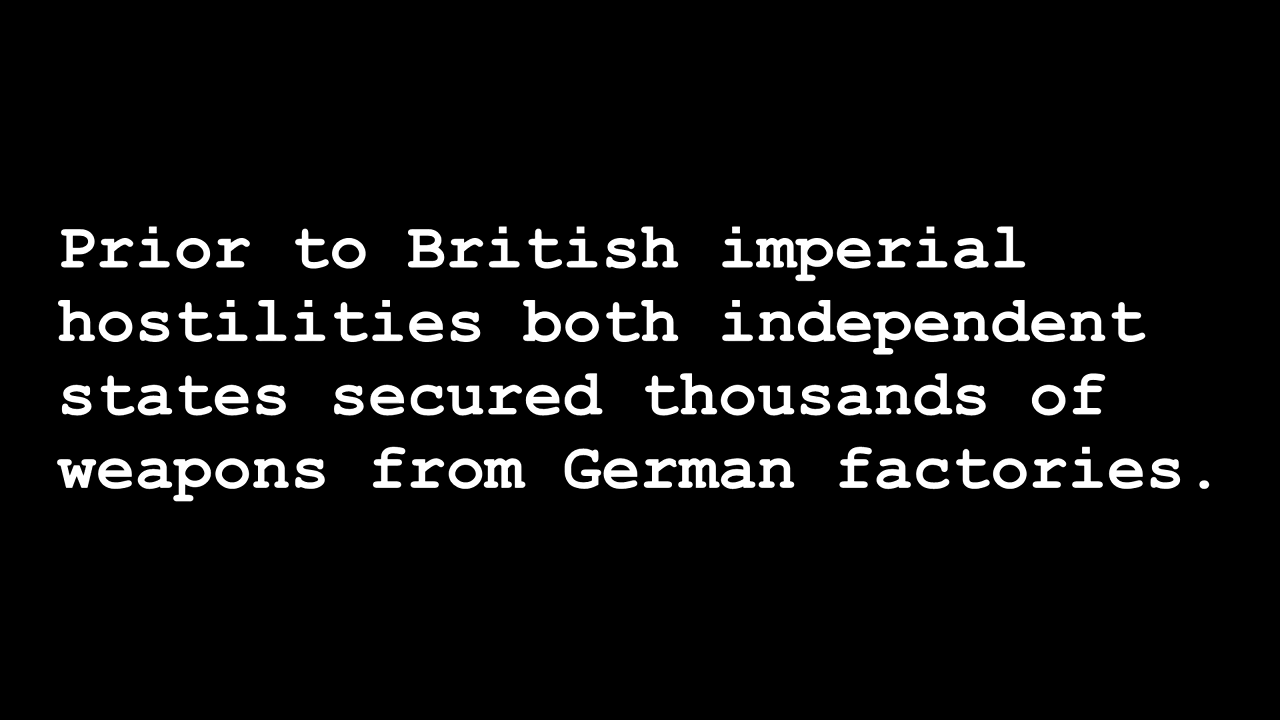 Prior to British imperial
hostilities both independent
states secured thousands of
weapons from German factories.